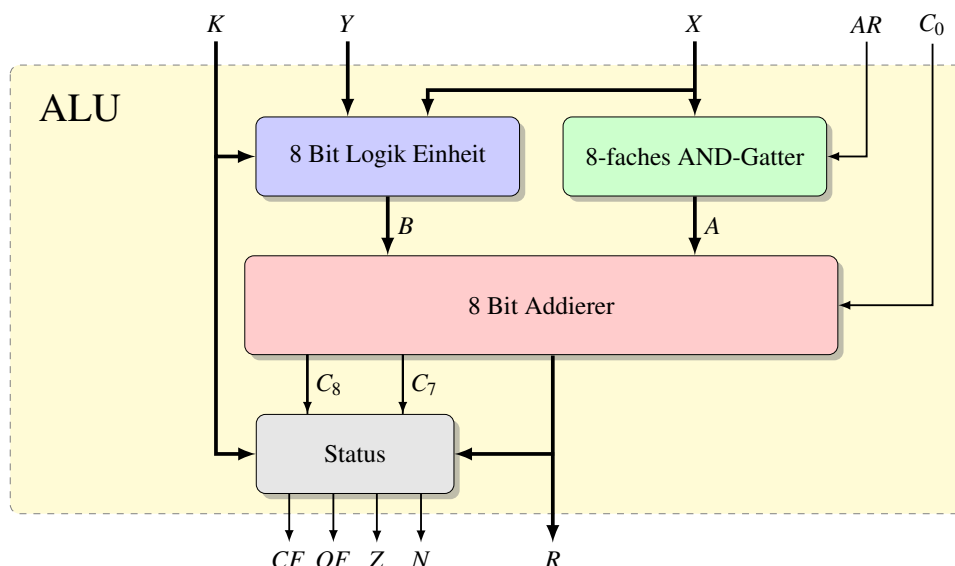 K Y X AR C₀
ALU
8 Bit Logik Einheit 8-faches AND-Gatter
B A
8 Bit Addierer
C₈ C₇
Status
CF OF Z N R